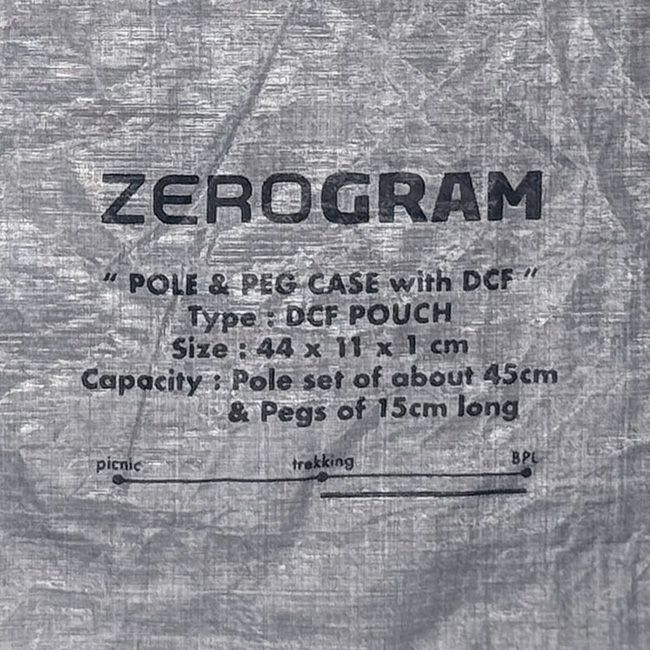 ZEROGRAM
" POLE & PEG CASE with DCF "
Type : DCF POUCH
Size : 44 x 11 x 1 cm
Capacity : Pole set of about 45cm
& Pegs of 15cm long
picnic trekking BPL